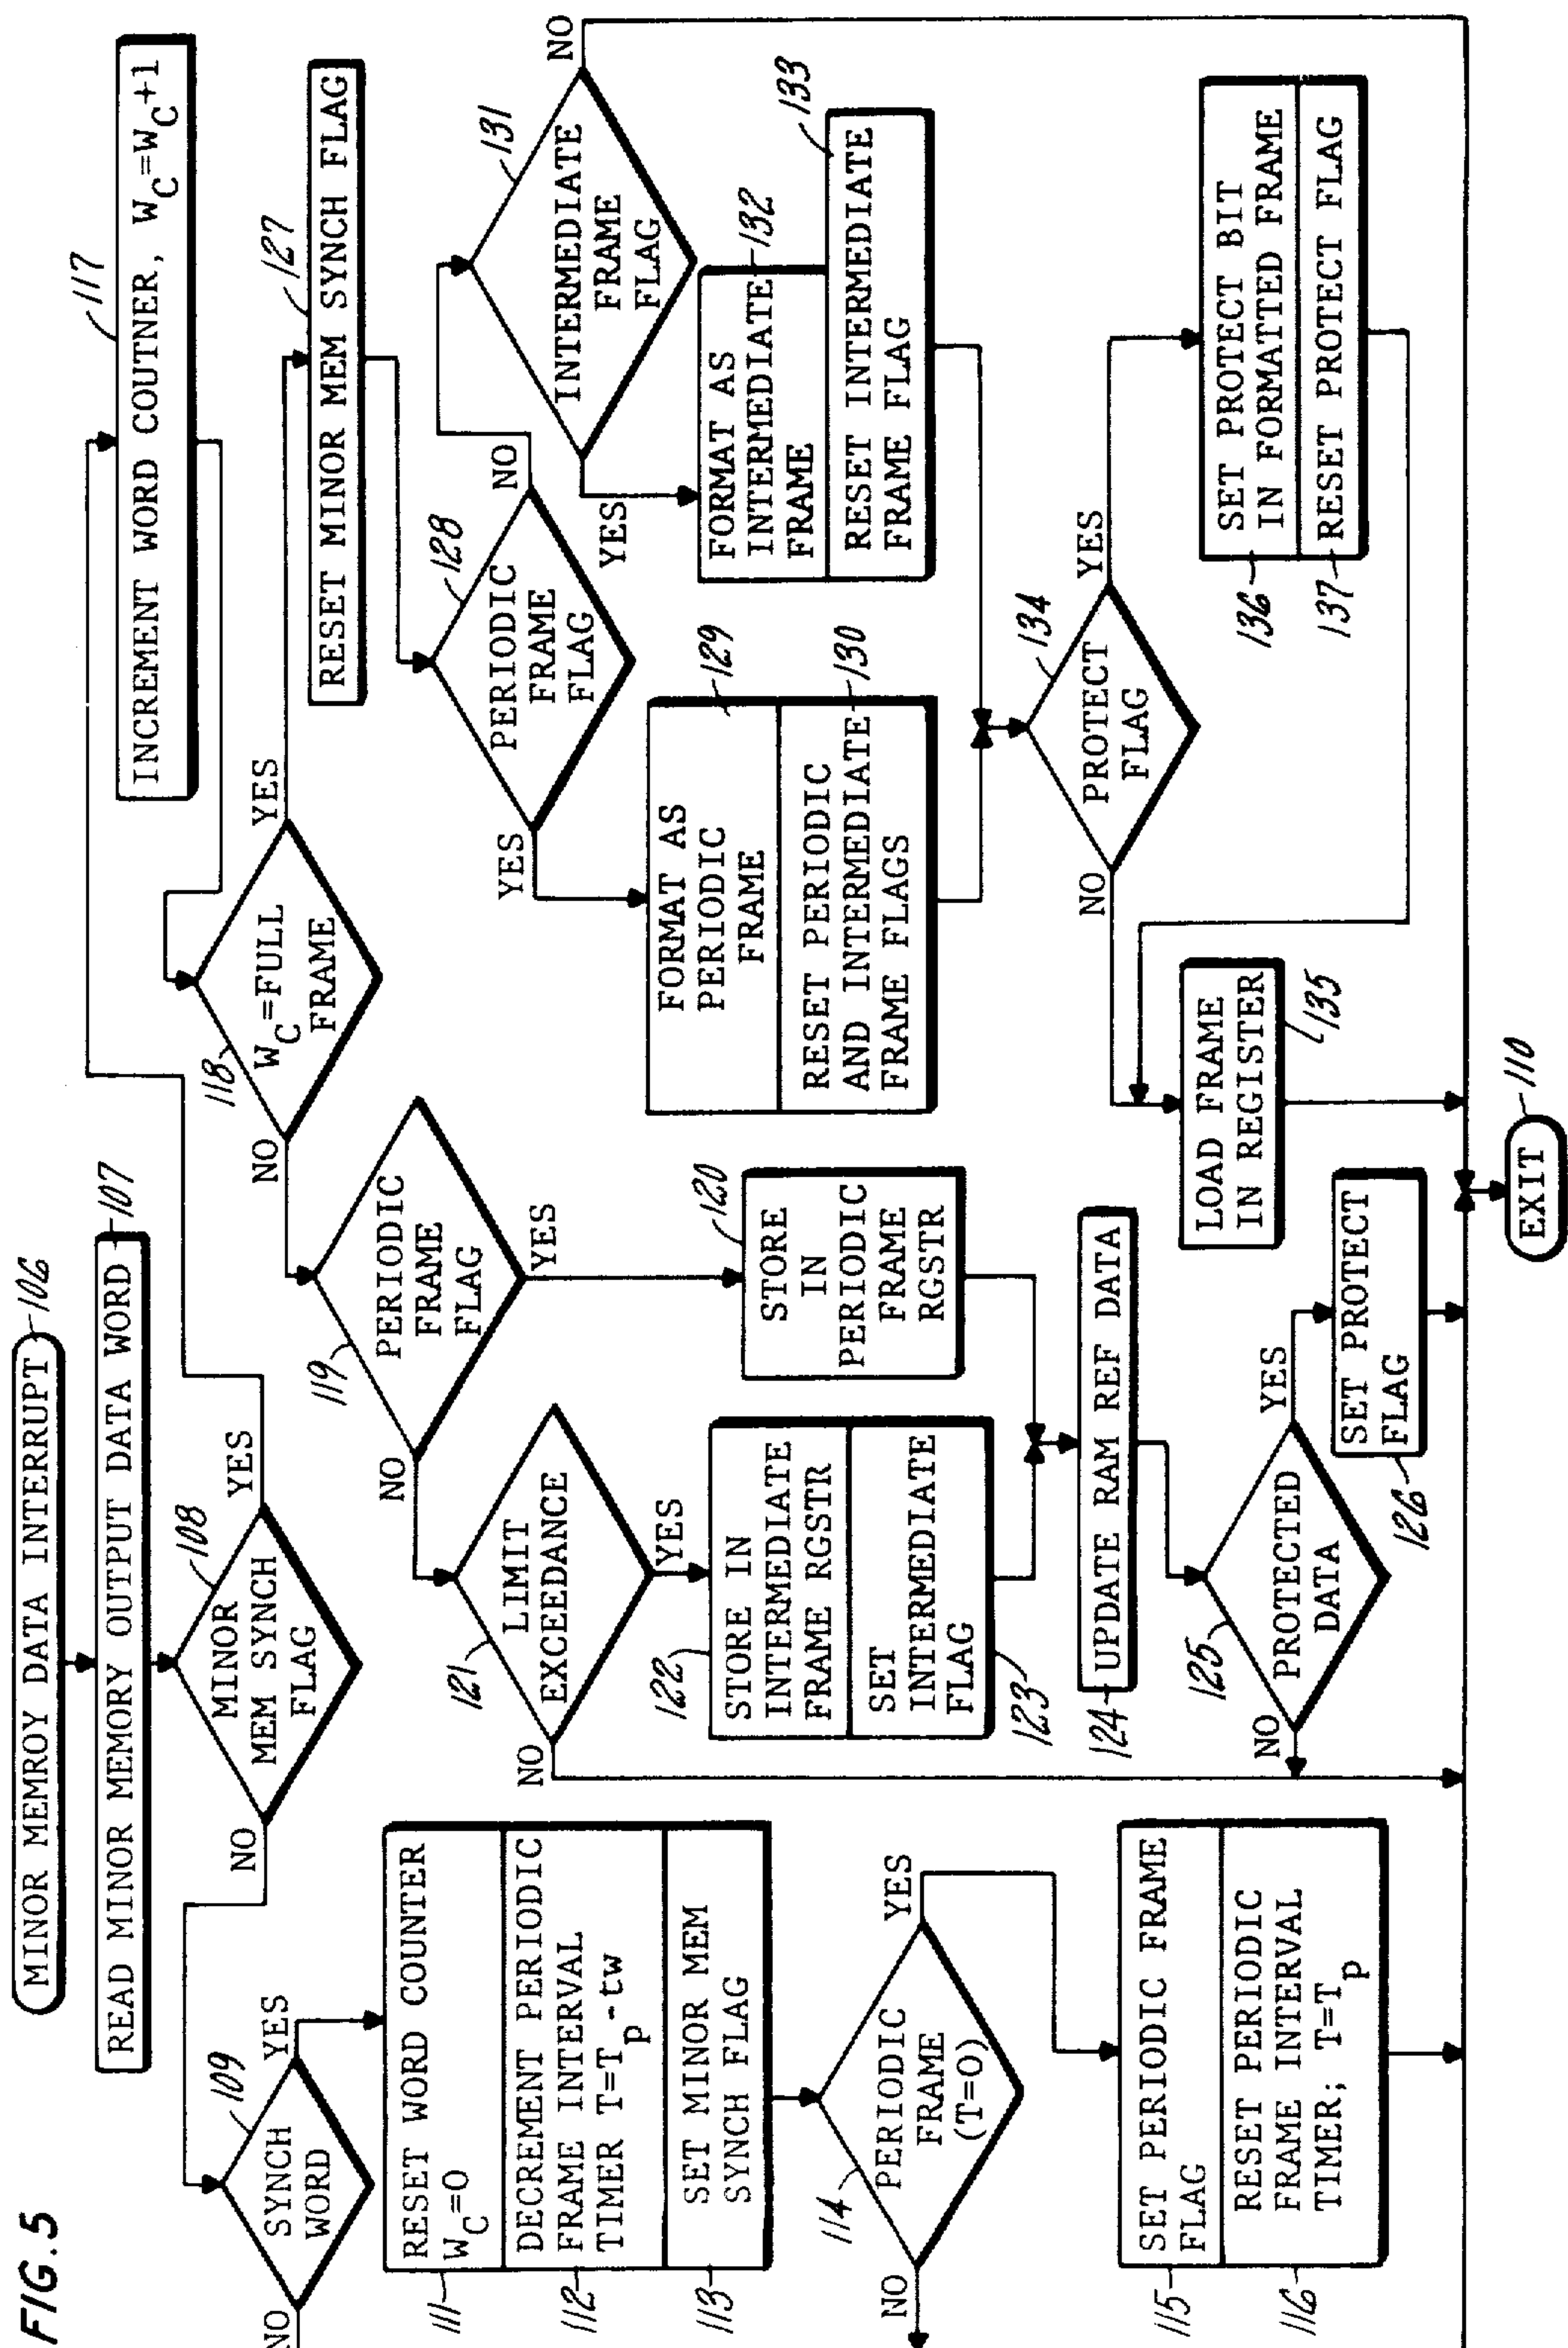 FIG.5
MINOR MEMROY DATA INTERRUPT
106
READ MINOR MEMORY OUTPUT DATA WORD
107
MINOR
MEM SYNCH
FLAG
108
NO
YES
SYNCH
WORD
109
NO
YES
RESET WORD COUNTER
WC=0
111
DECREMENT PERIODIC
FRAME INTERVAL
TIMER T=Tp-tw
112
SET MINOR MEM
SYNCH FLAG
113
PERIODIC
FRAME
(T=0)
114
NO
YES
SET PERIODIC FRAME
FLAG
115
RESET PERIODIC
FRAME INTERVAL
TIMER; T=Tp
116
INCREMENT WORD COUTNER, WC=WC+1
117
WC=FULL
FRAME
118
NO
YES
PERIODIC
FRAME
FLAG
119
NO
YES
STORE
IN
PERIODIC
FRAME
RGSTR
120
LIMIT
EXCEEDANCE
121
NO
YES
STORE IN
INTERMEDIATE
FRAME RGSTR
122
SET
INTERMEDIATE
FLAG
123
UPDATE RAM REF DATA
124
PROTECTED
DATA
125
NO
YES
SET PROTECT
FLAG
126
RESET MINOR MEM SYNCH FLAG
127
PERIODIC
FRAME
FLAG
128
YES
NO
FORMAT AS
PERIODIC
FRAME
129
RESET PERIODIC
AND INTERMEDIATE
FRAME FLAGS
130
INTERMEDIATE
FRAME
FLAG
131
YES
NO
FORMAT AS
INTERMEDIATE
FRAME
132
RESET INTERMEDIATE
FRAME FLAG
133
PROTECT
FLAG
134
NO
YES
LOAD FRAME
IN REGISTER
135
SET PROTECT BIT
IN FORMATTED FRAME
136
RESET PROTECT FLAG
137
EXIT
110